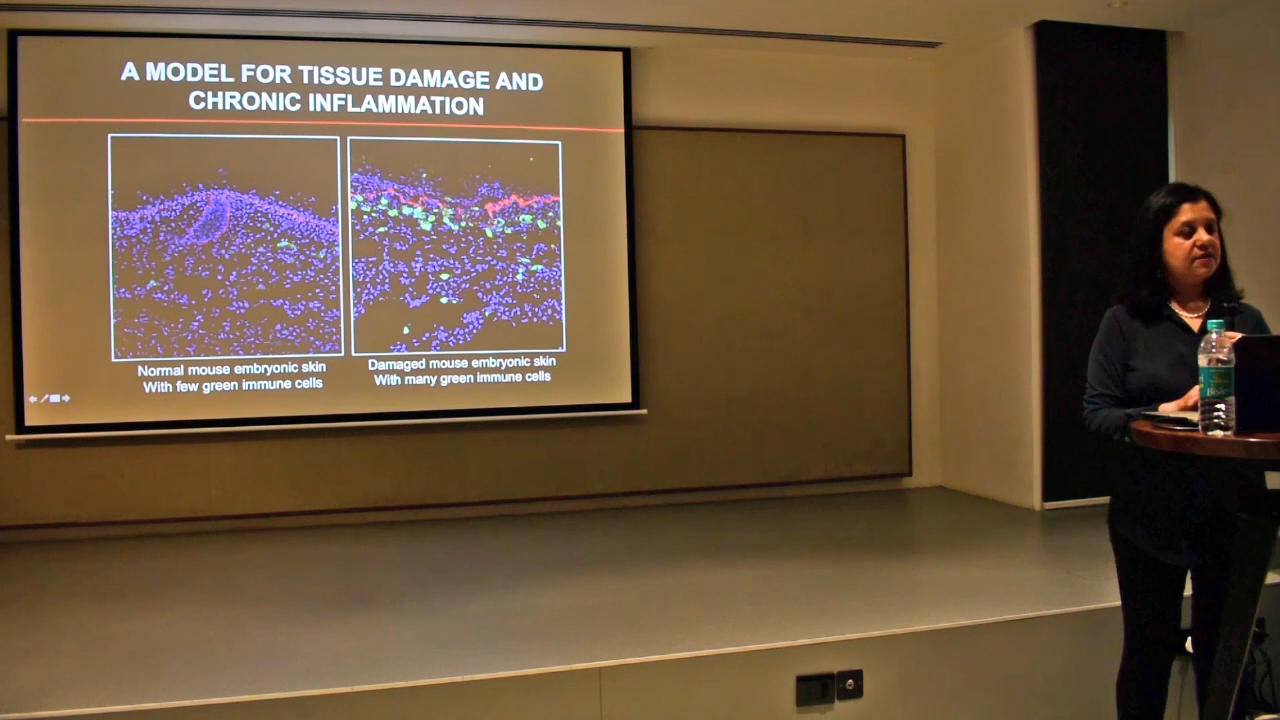 A MODEL FOR TISSUE DAMAGE AND
CHRONIC INFLAMMATION
Normal mouse embryonic skin
With few green immune cells
Damaged mouse embryonic skin
With many green immune cells